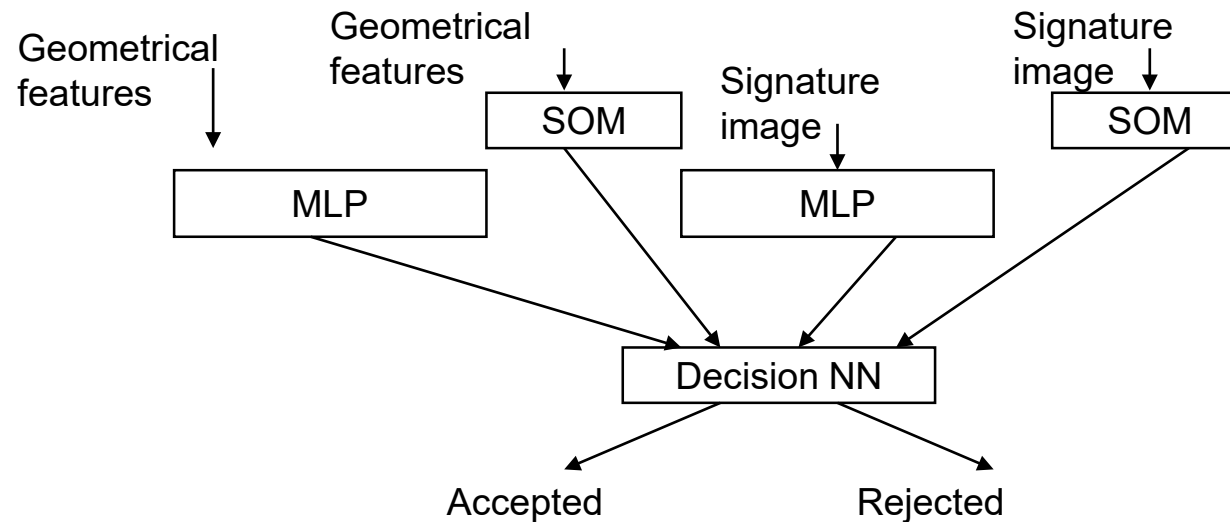 Geometrical
features
Geometrical
features
Signature
image
Signature
image
SOM
SOM
MLP
MLP
Decision NN
Accepted
Rejected